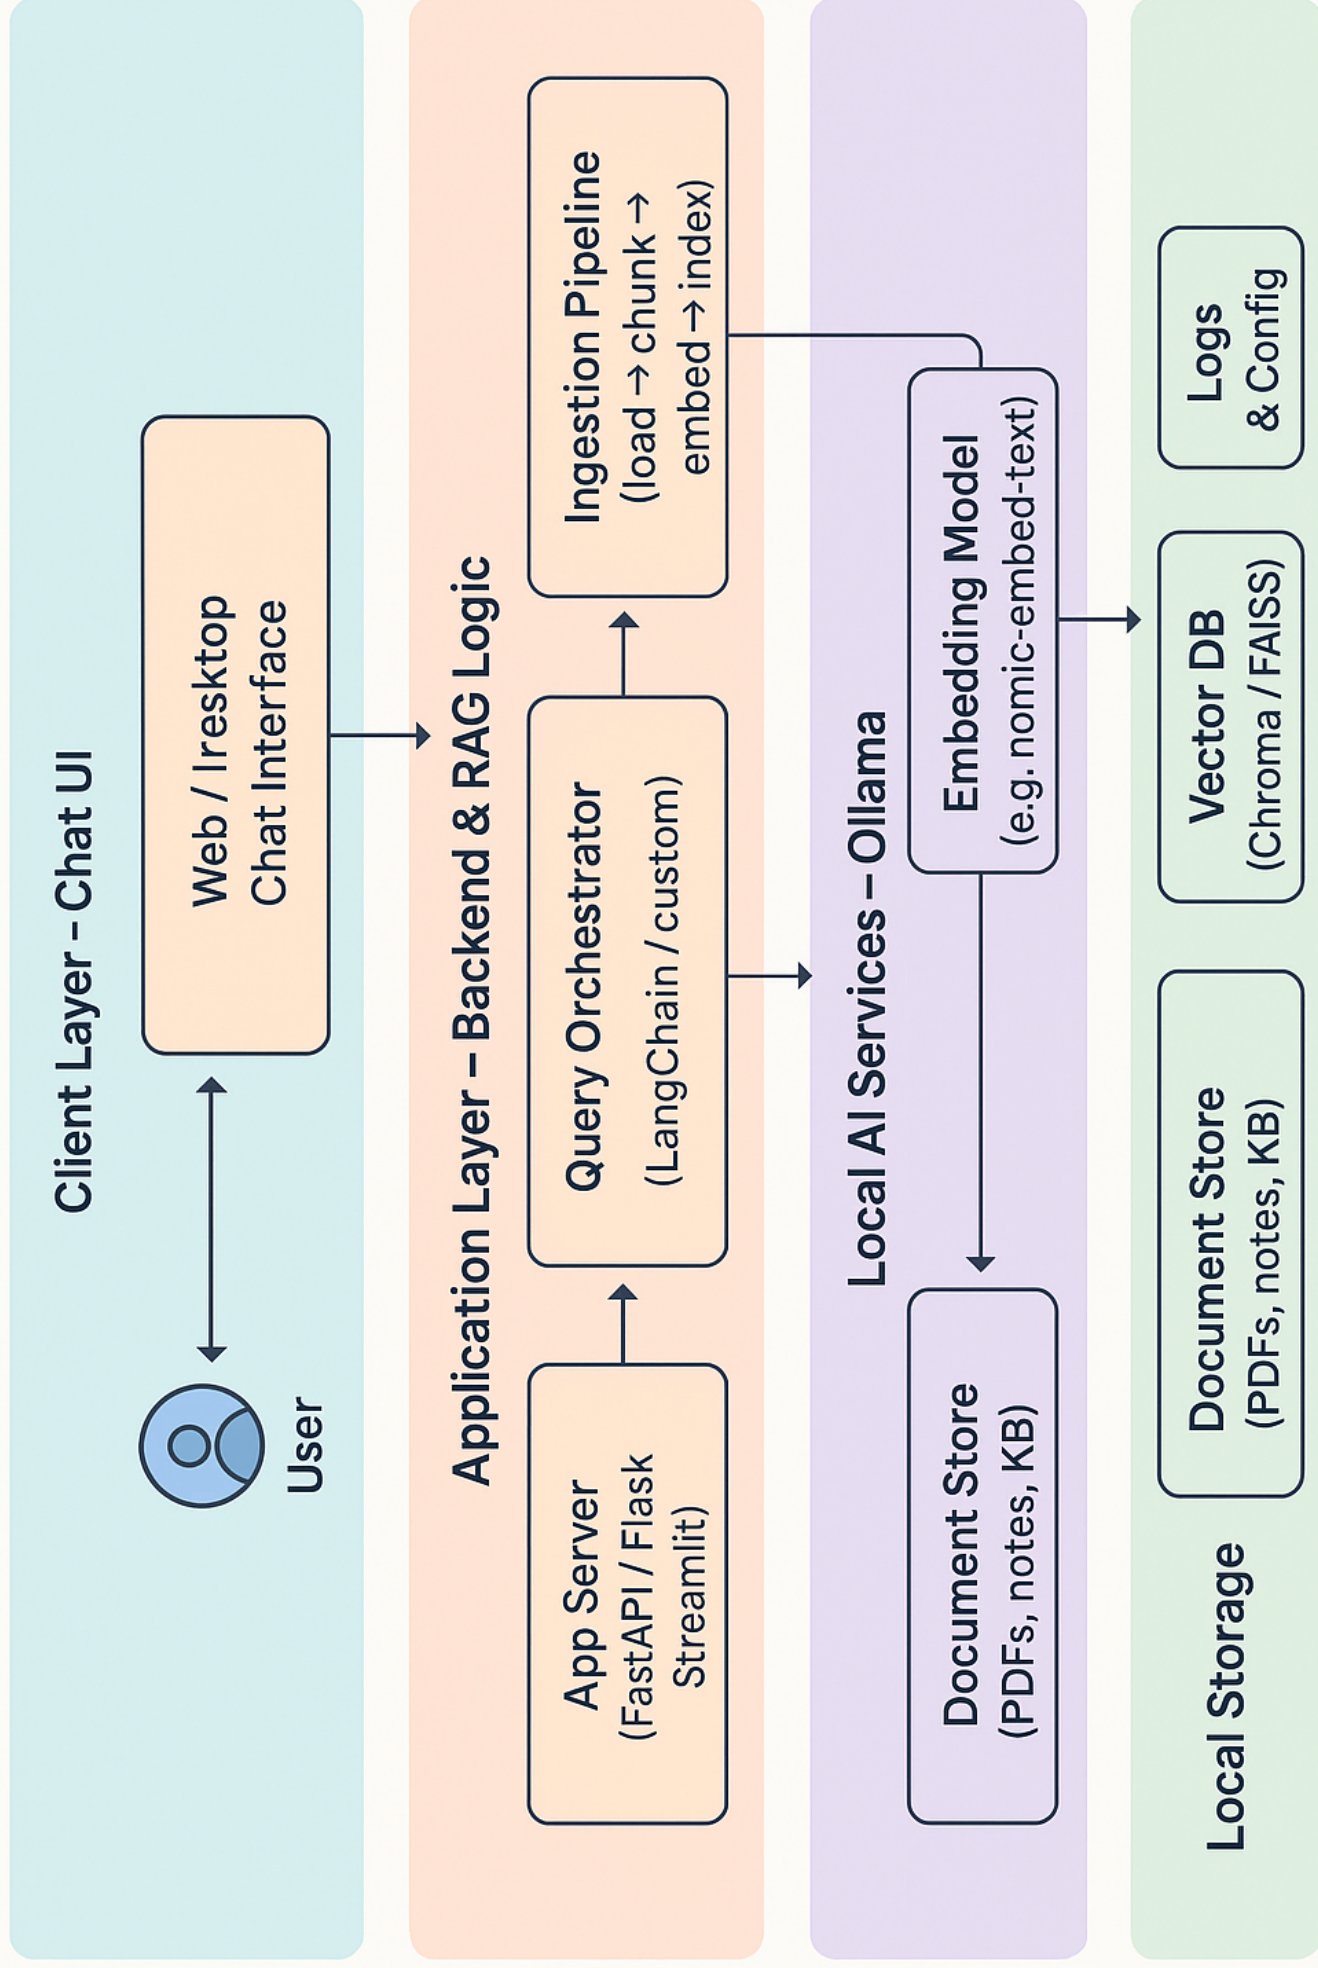 Client Layer – Chat UI
User
Web / Iresktop
Chat Interface
Application Layer – Backend & RAG Logic
App Server
(FastAPI / Flask
Streamlit)
Query Orchestrator
(LangChain / custom)
Ingestion Pipeline
(load → chunk →
embed → index)
Local AI Services – Ollama
Document Store
(PDFs, notes, KB)
Embedding Model
(e.g. nomic-embed-text)
Local Storage
Document Store
(PDFs, notes, KB)
Vector DB
(Chroma / FAISS)
Logs
& Config